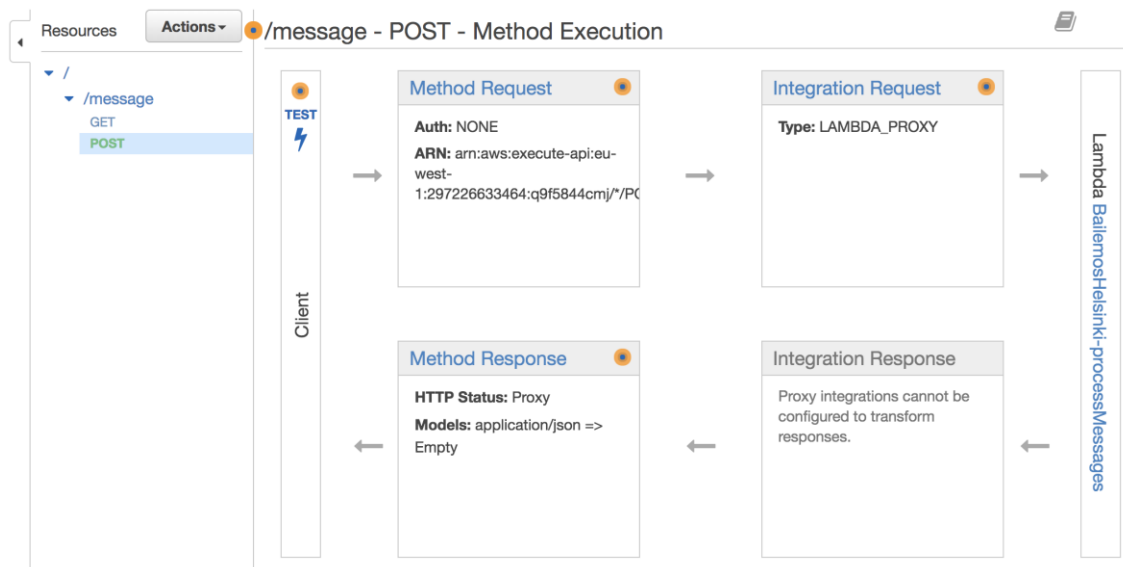 Resources
Actions
/message - POST - Method Execution
/
/message
GET
POST
TEST
Client
Method Request
Auth: NONE
ARN: arn:aws:execute-api:eu-
west-
1:297226633464:q9f5844cmj/*/PO
Integration Request
Type: LAMBDA_PROXY
Lambda BailemosHelsinki-processMessages
Method Response
HTTP Status: Proxy
Models: application/json =>
Empty
Integration Response
Proxy integrations cannot be
configured to transform
responses.